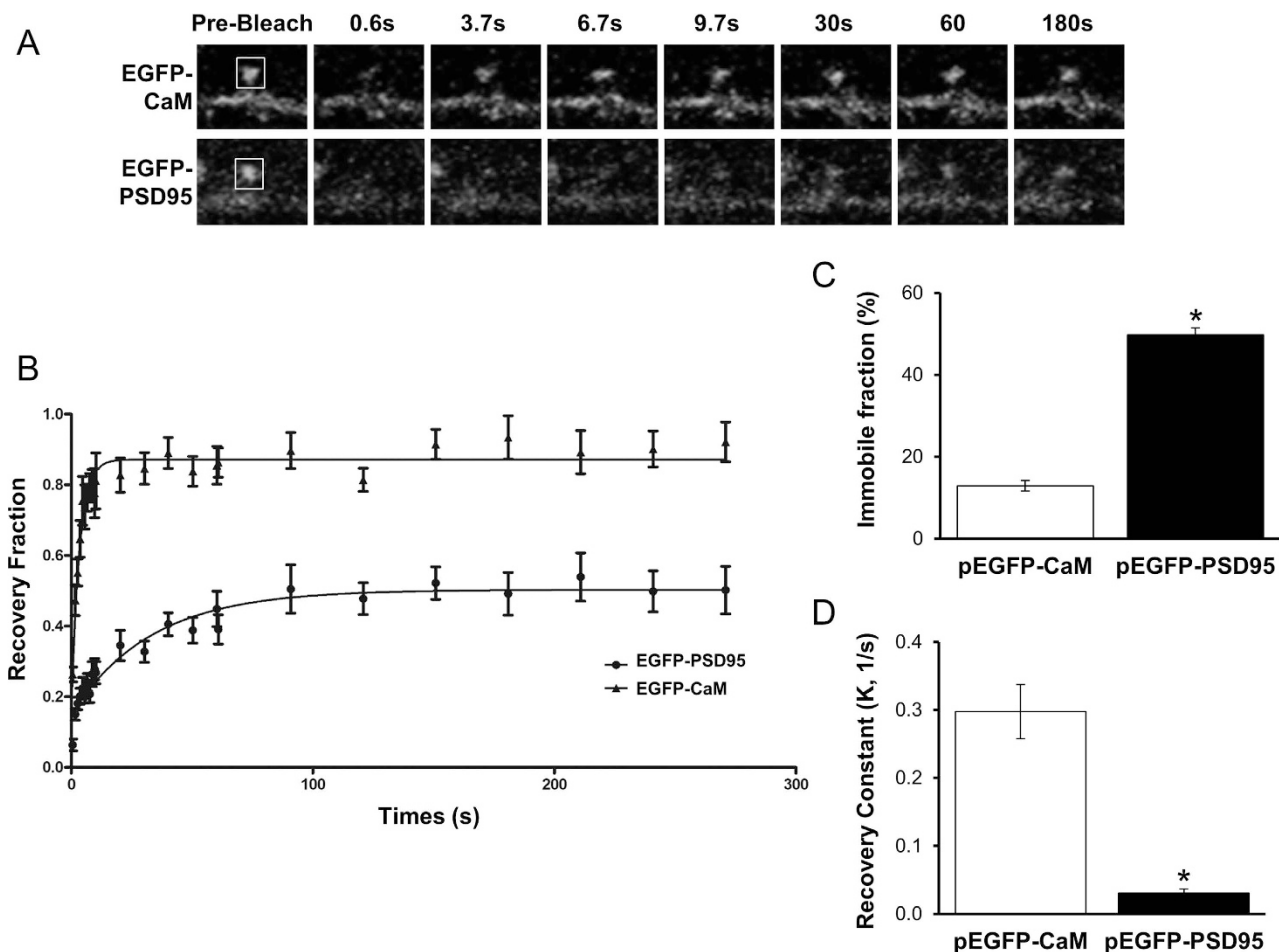 A
Pre-Bleach 0.6s 3.7s 6.7s 9.7s 30s 60 180s
EGFP-
CaM
EGFP-
PSD95
B
Recovery Fraction
1.0
0.8
0.6
0.4
0.2
0.0
0 100 200 300
Times (s)
EGFP-PSD95
EGFP-CaM
C
Immobile fraction (%)
60
40
20
0
*
pEGFP-CaM pEGFP-PSD95
D
Recovery Constant (K, 1/s)
0.4
0.3
0.2
0.1
0.0
*
pEGFP-CaM pEGFP-PSD95